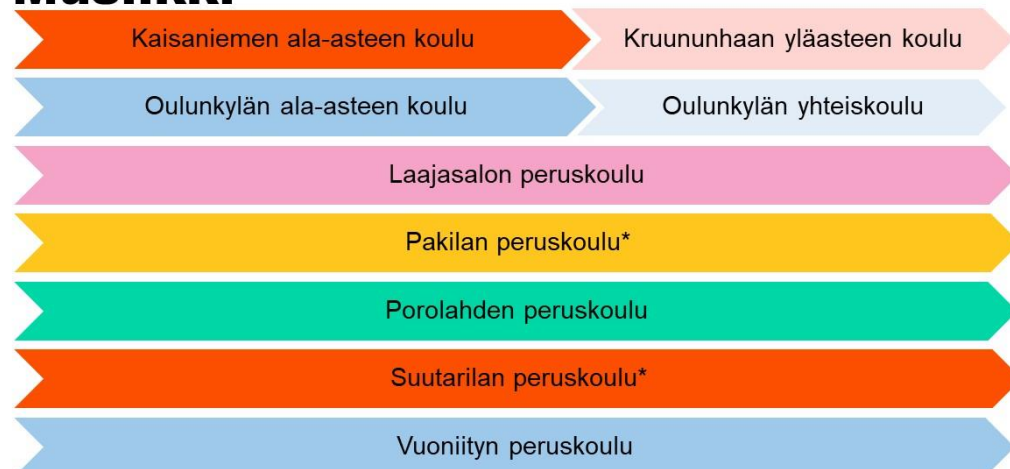 Musiikki
Kaisaniemen ala-asteen koulu
Kruununhaan yläasteen koulu
Oulunkylän ala-asteen koulu
Oulunkylän yhteiskoulu
Laajasalon peruskoulu
Pakilan peruskoulu*
Porolahden peruskoulu
Suutarilan peruskoulu*
Vuoniityn peruskoulu